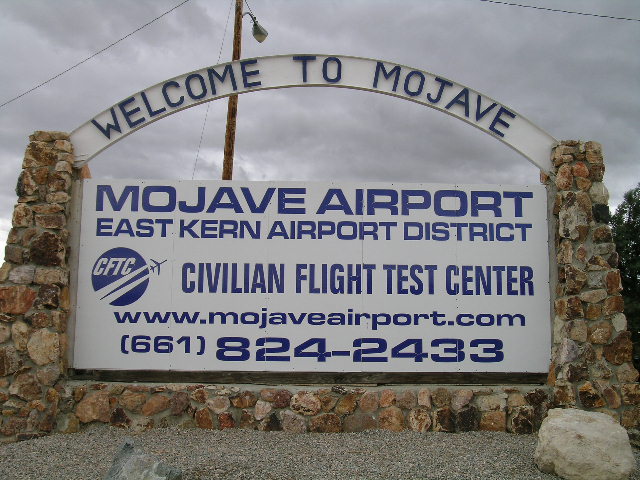 WELCOME TO MOJAVE
MOJAVE AIRPORT
EAST KERN AIRPORT DISTRICT
CFTC
CIVILIAN FLIGHT TEST CENTER
www.mojaveairport.com
(661) 824-2433